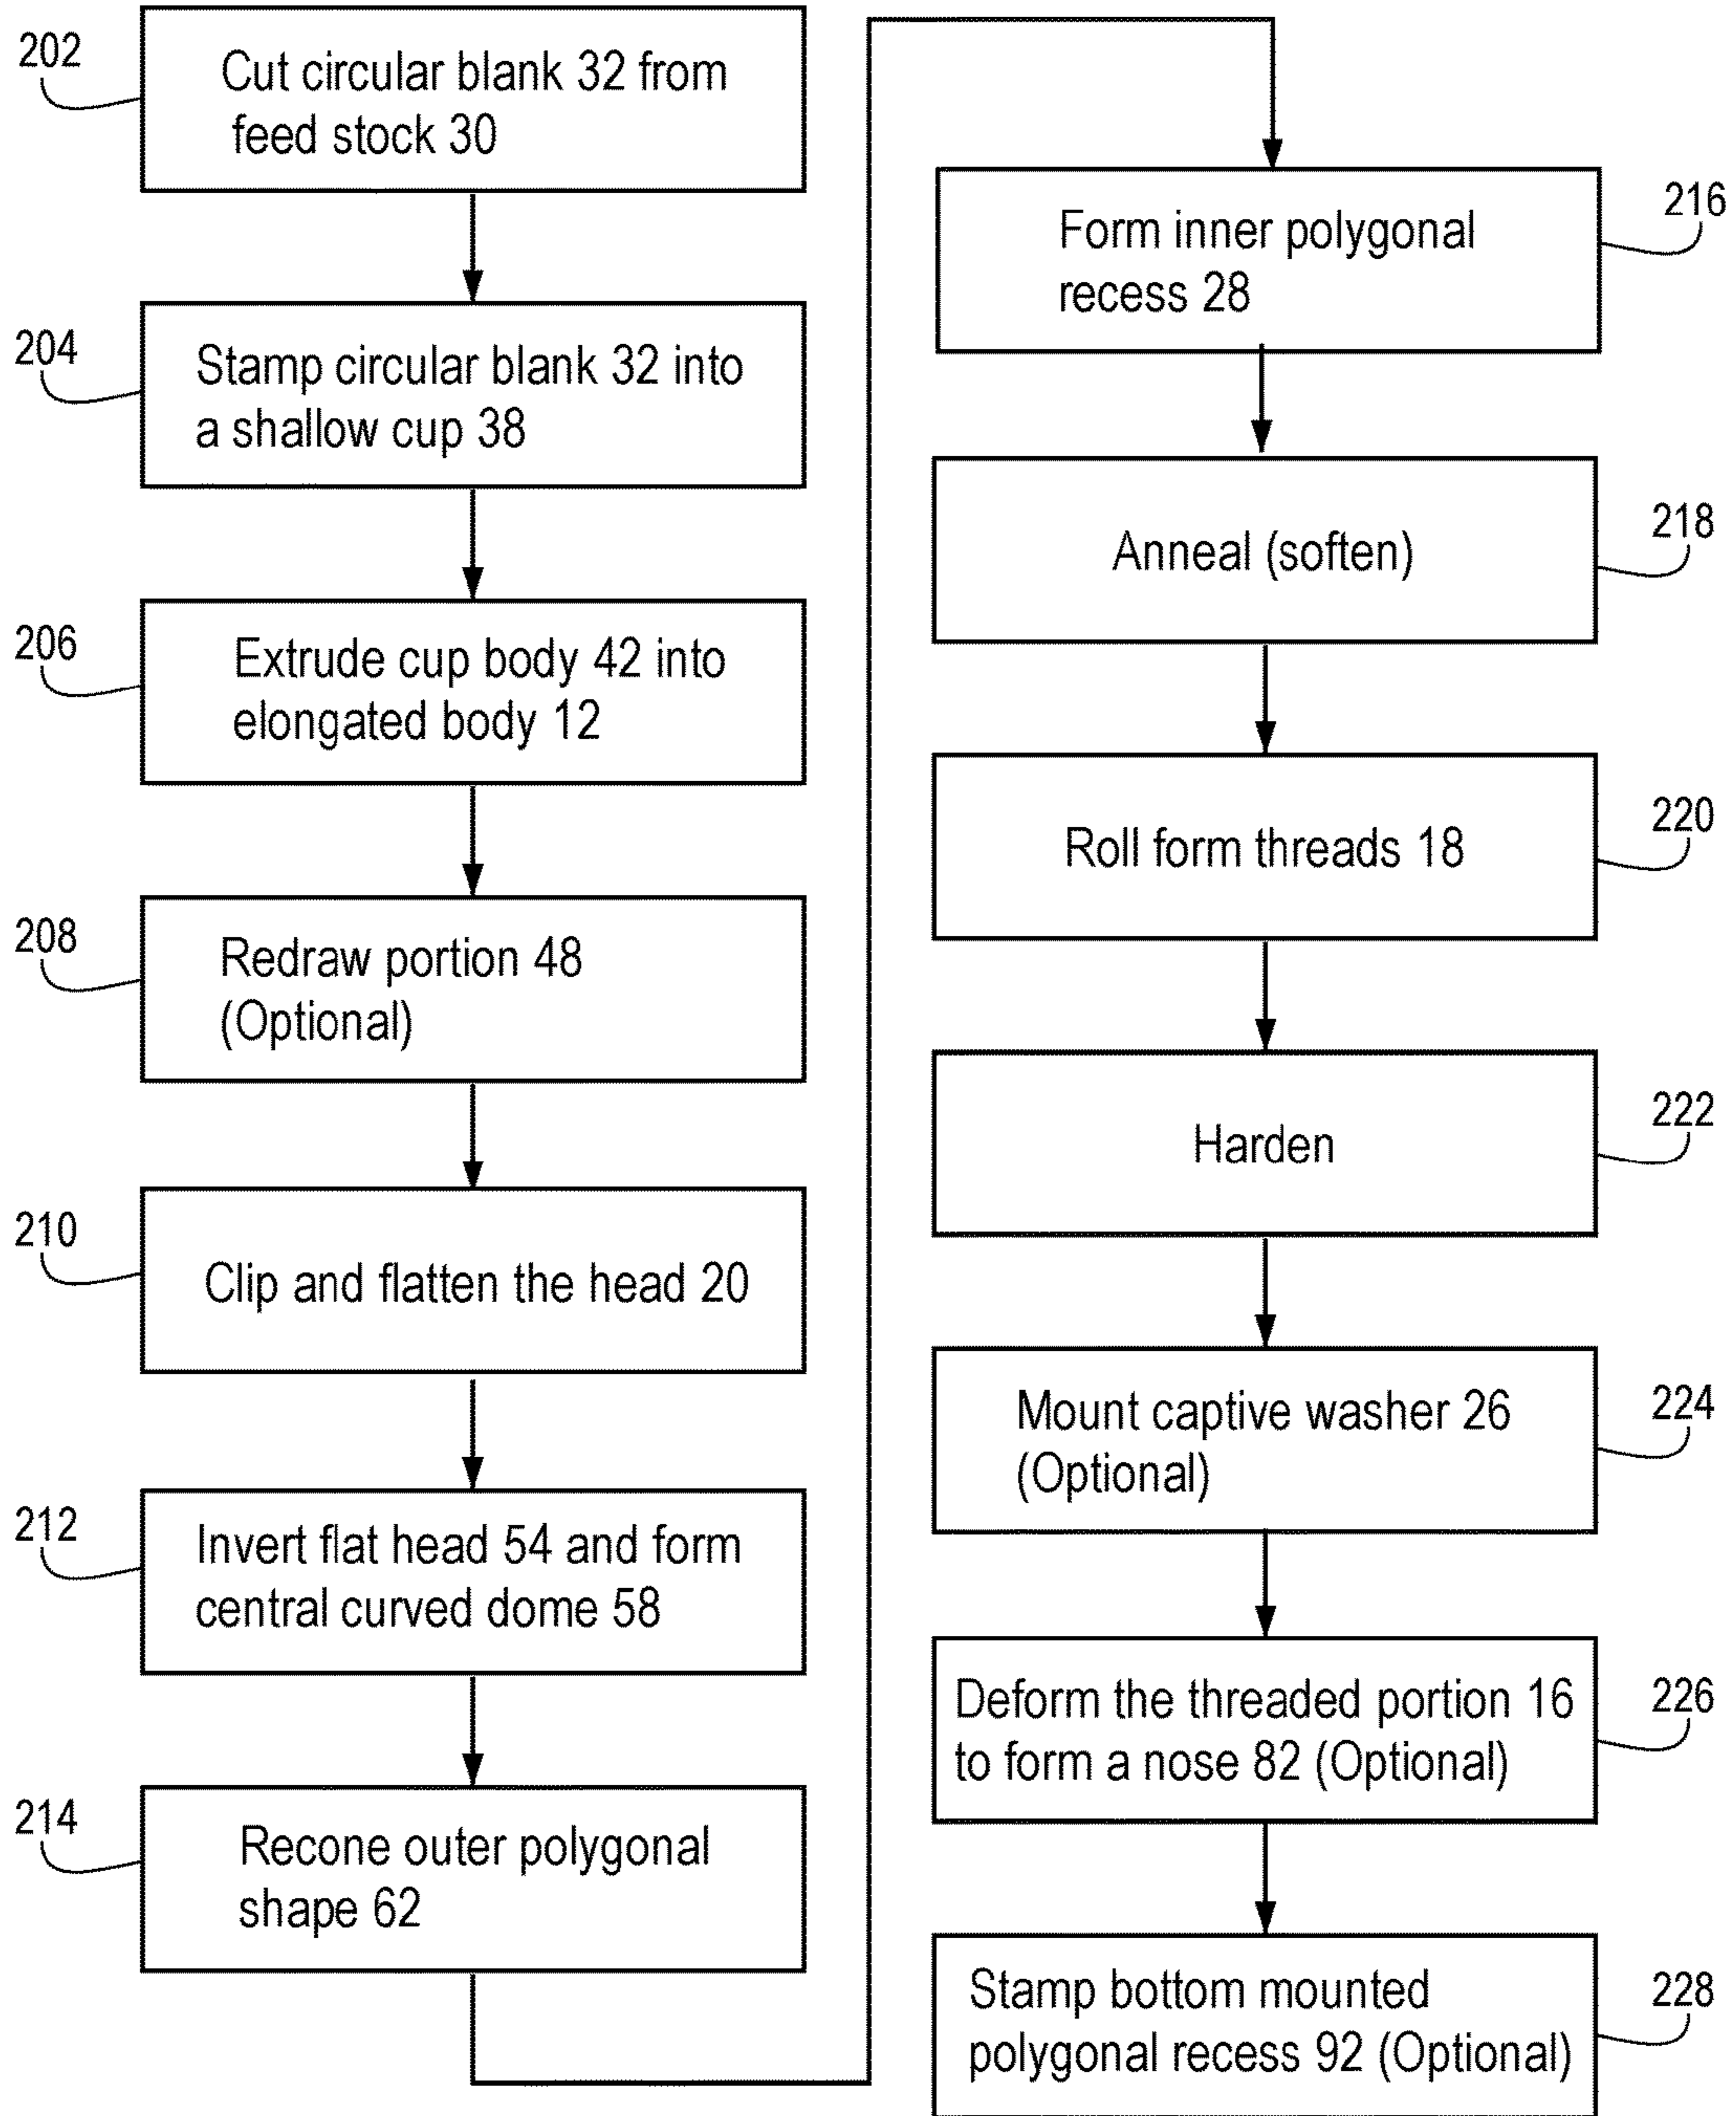 202
Cut circular blank 32 from
feed stock 30
204
Stamp circular blank 32 into
a shallow cup 38
206
Extrude cup body 42 into
elongated body 12
208
Redraw portion 48
(Optional)
210
Clip and flatten the head 20
212
Invert flat head 54 and form
central curved dome 58
214
Recone outer polygonal
shape 62
216
Form inner polygonal
recess 28
218
Anneal (soften)
220
Roll form threads 18
222
Harden
224
Mount captive washer 26
(Optional)
226
Deform the threaded portion 16
to form a nose 82 (Optional)
228
Stamp bottom mounted
polygonal recess 92 (Optional)